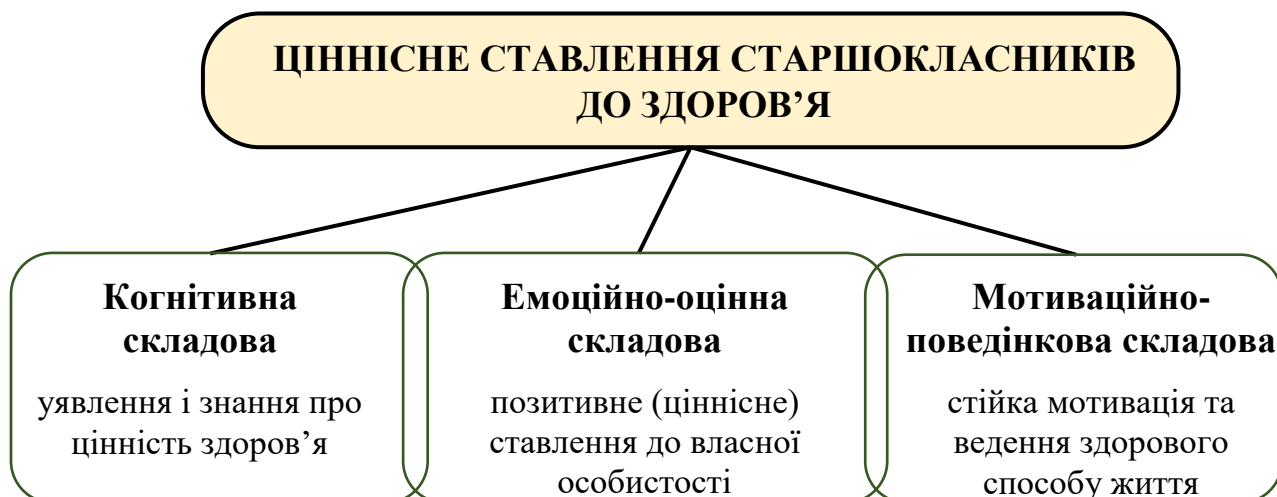 ЦІННІСНЕ СТАВЛЕННЯ СТАРШОКЛАСНИКІВ
ДО ЗДОРОВ’Я
Когнітивна
складова
уявлення і знання про
цінність здоров’я
Емоційно-оцінна
складова
позитивне (ціннісне)
ставлення до власної
особистості
Мотиваційно-
поведінкова складова
стійка мотивація та
ведення здорового
способу життя